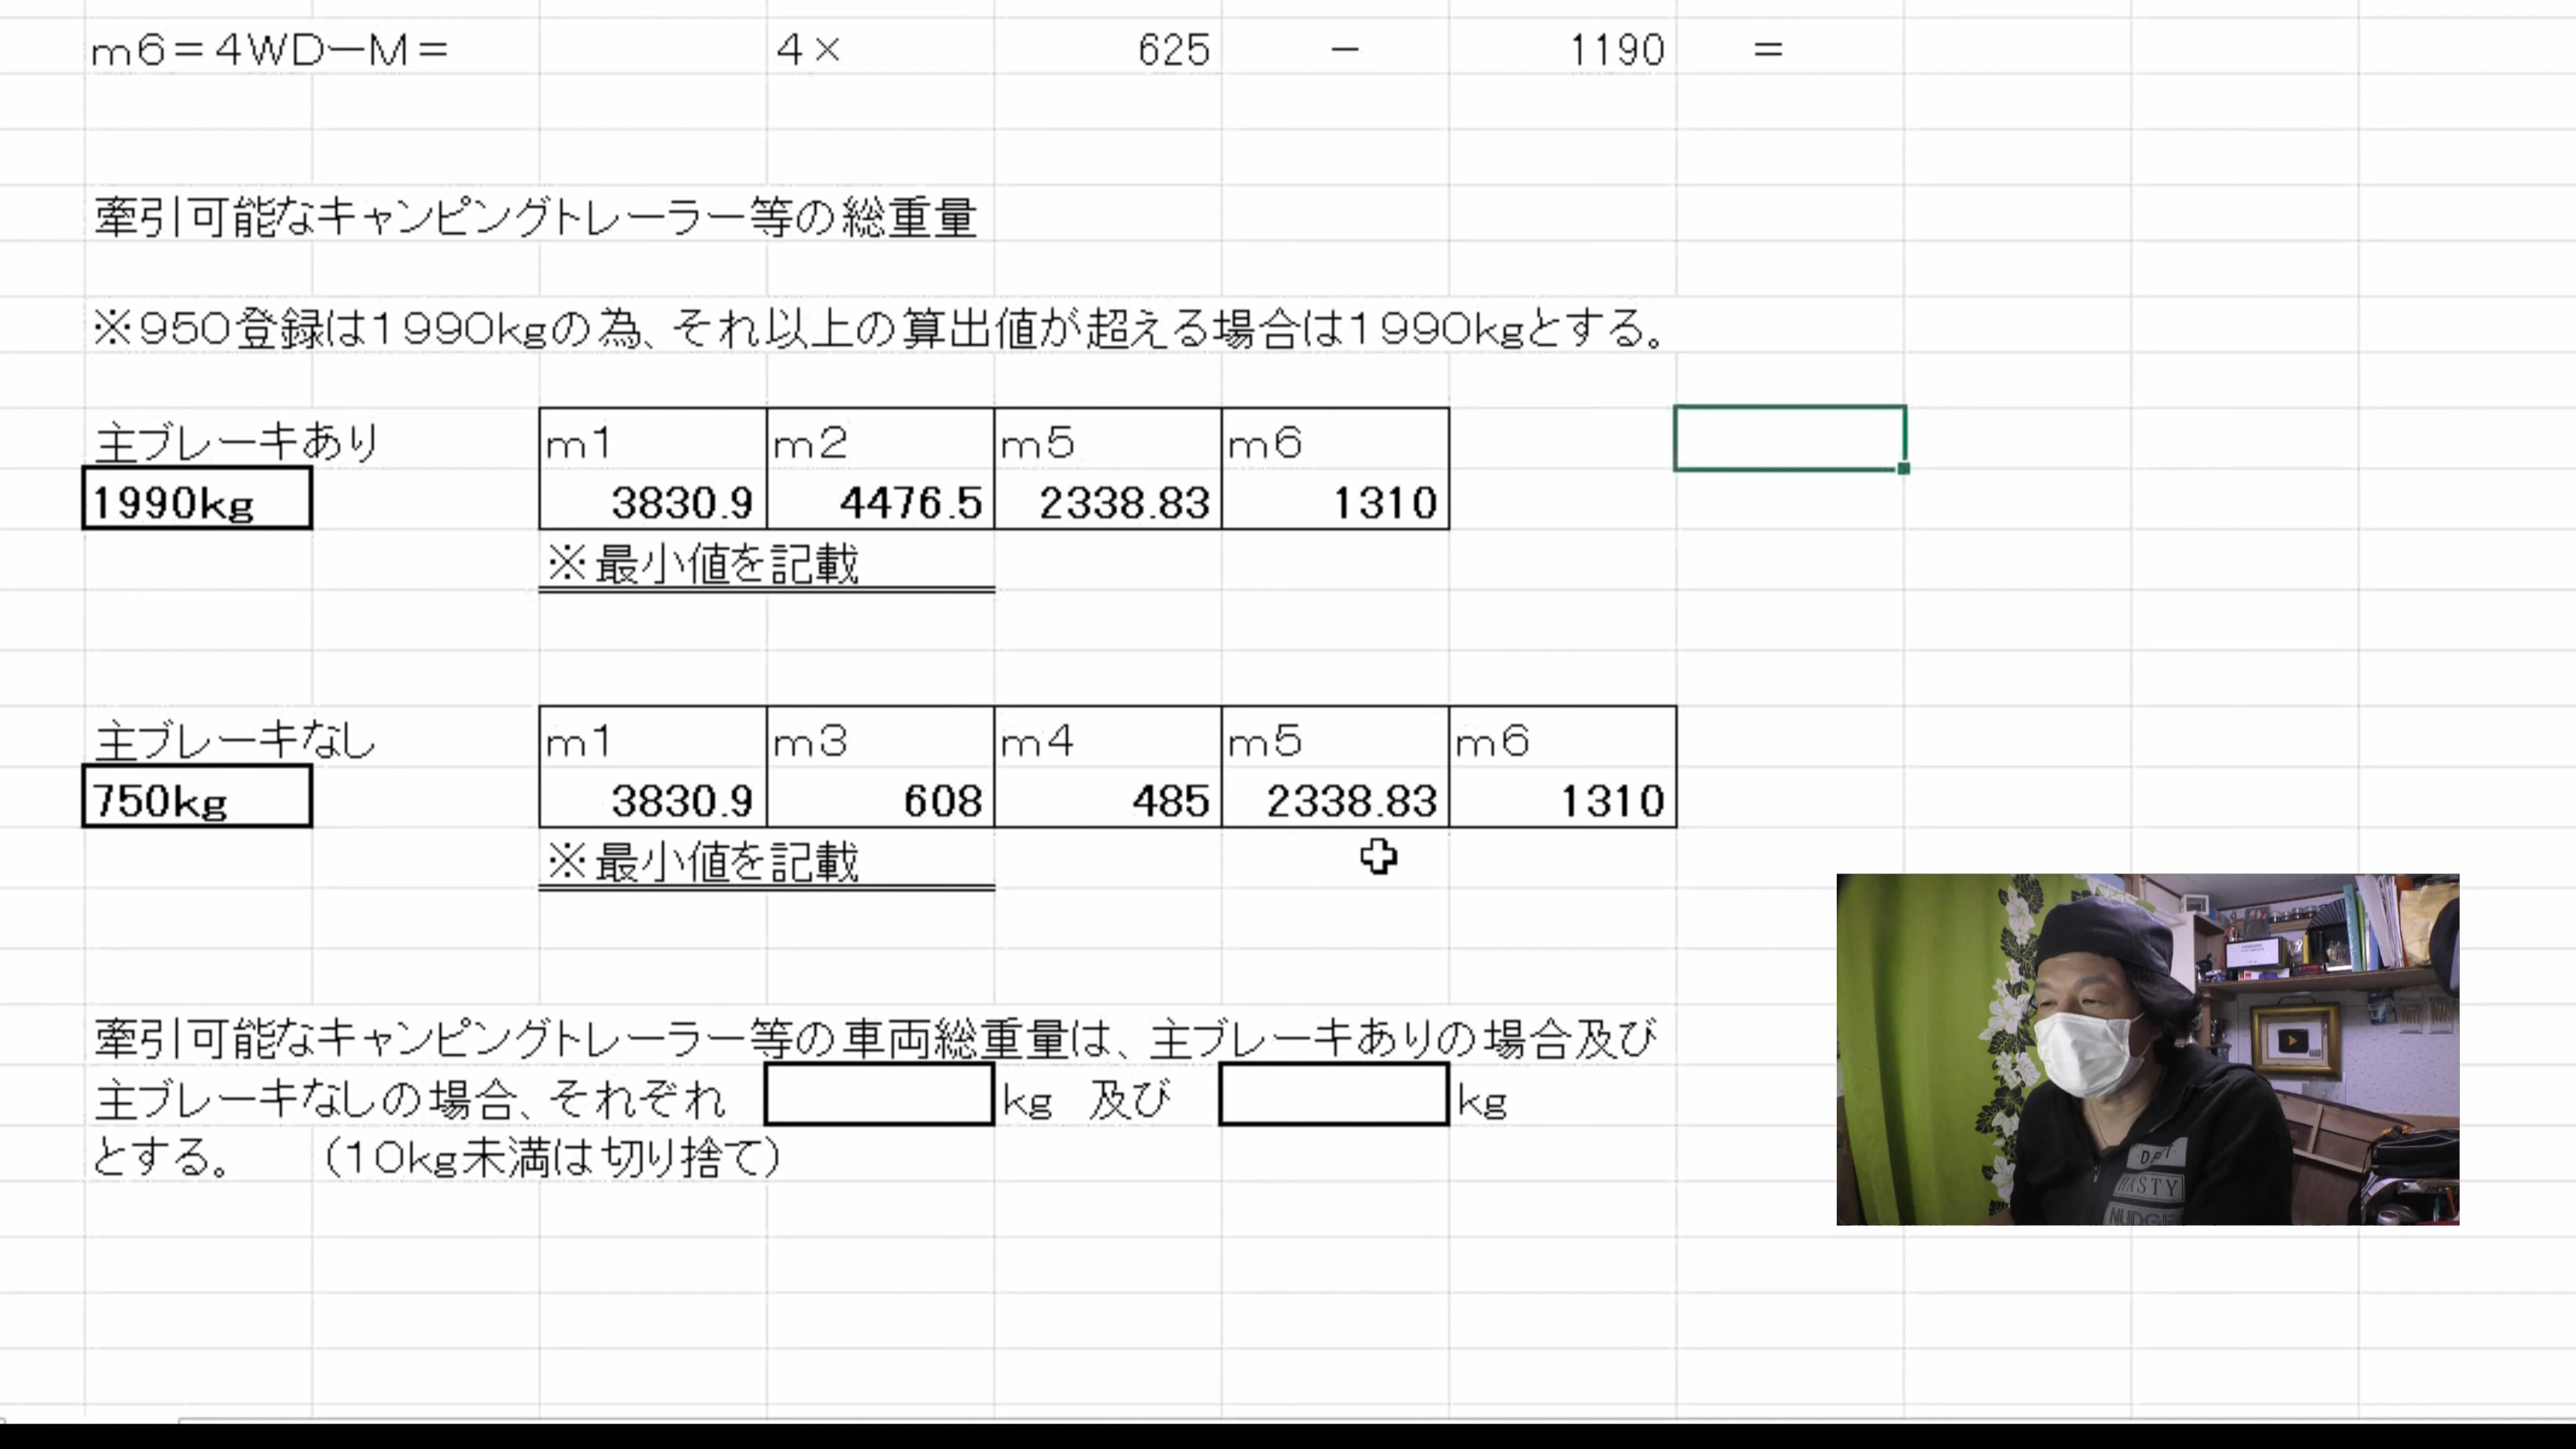 m6=4WDーM=　4×　625　－　1190　=
牽引可能なキャンピングトレーラー等の総重量
※950登録は1990kgの為、それ以上の算出値が超える場合は1990kgとする。
主ブレーキあり　m1　m2　m5　m6
1990kg　3830.9　4476.5　2338.83　1310
※最小値を記載
主ブレーキなし　m1　m3　m4　m5　m6
750kg　3830.9　608　485　2338.83　1310
※最小値を記載
牽引可能なキャンピングトレーラー等の車両総重量は、主ブレーキありの場合及び
主ブレーキなしの場合、それぞれ　kg　及び　kg
とする。　（10kg未満は切り捨て）
NASTY
NUDGE